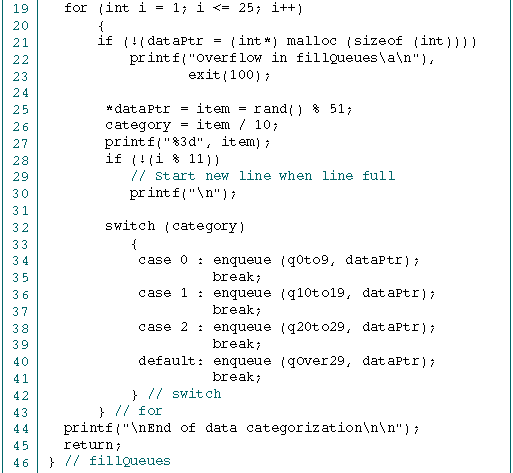 19 for (int i = 1; i <= 25; i++)
20 {
21 if (!(dataPtr = (int*) malloc (sizeof (int))))
22 printf("Overflow in fillQueues\a\n"),
23 exit(100);
24
25 *dataPtr = item = rand() % 51;
26 category = item / 10;
27 printf("%3d", item);
28 if (!(i % 11))
29 // Start new line when line full
30 printf("\n");
31
32 switch (category)
33 {
34 case 0 : enqueue (q0to9, dataPtr);
35 break;
36 case 1 : enqueue (q10to19, dataPtr);
37 break;
38 case 2 : enqueue (q20to29, dataPtr);
39 break;
40 default: enqueue (qOver29, dataPtr);
41 break;
42 } // switch
43 } // for
44 printf("\nEnd of data categorization\n\n");
45 return;
46 } // fillQueues